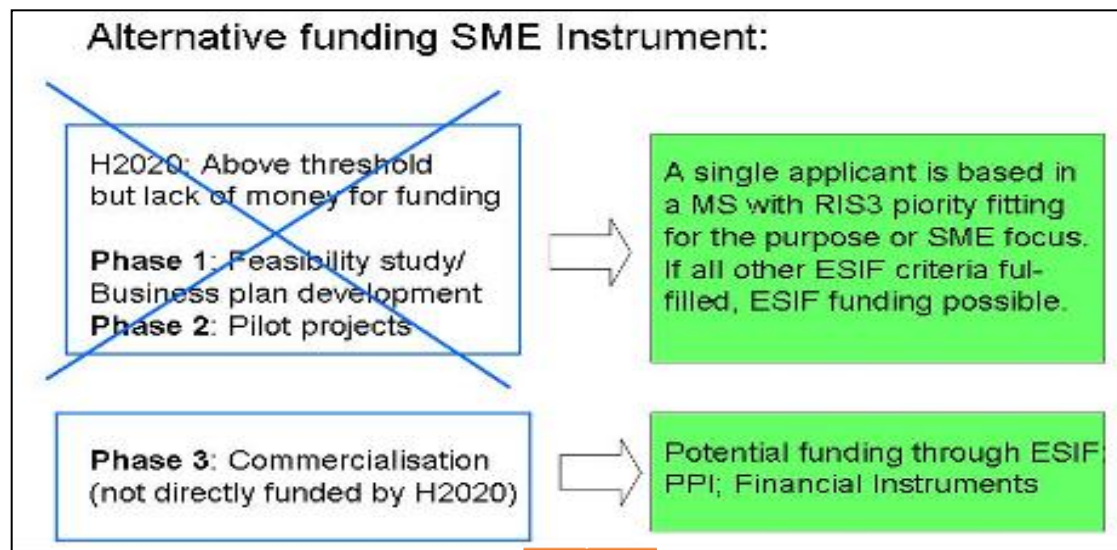 Alternative funding SME Instrument:
H2020: Above threshold
but lack of money for funding
Phase 1: Feasibility study/
Business plan development
Phase 2: Pilot projects
A single applicant is based in
a MS with RIS3 piority fitting
for the purpose or SME focus.
If all other ESIF criteria ful-
filled, ESIF funding possible.
Phase 3: Commercialisation
(not directly funded by H2020)
Potential funding through ESIF;
PPI; Financial Instruments